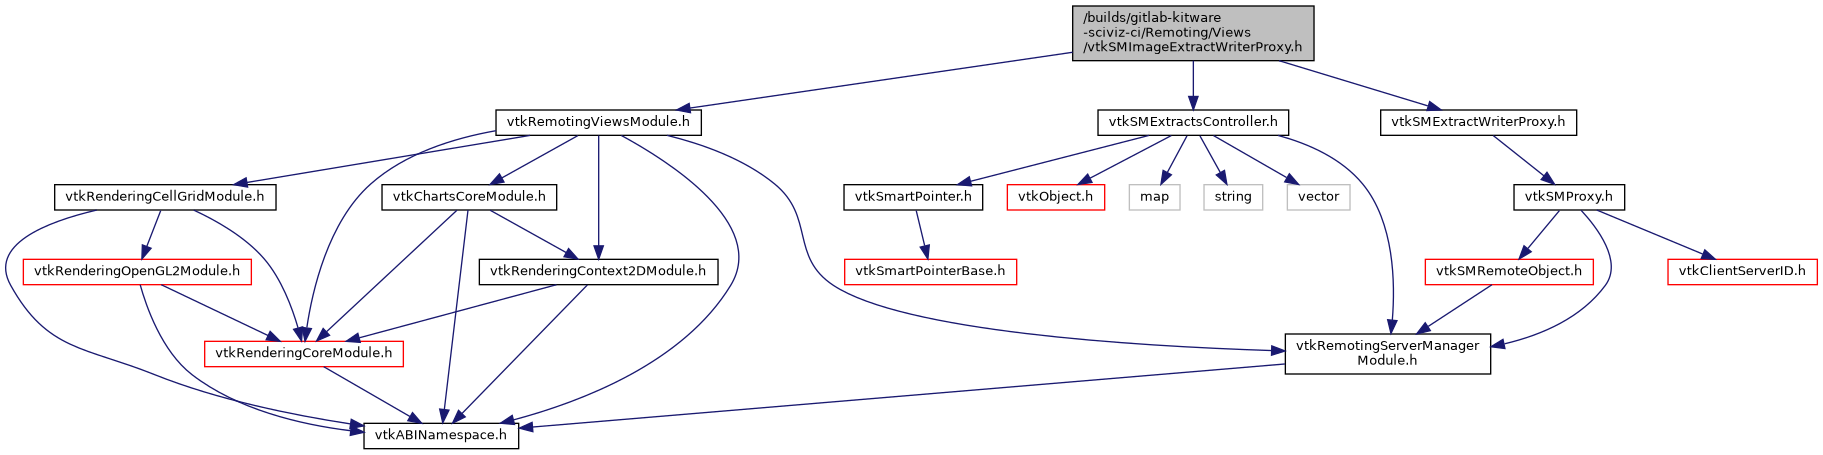 /builds/gitlab-kitware
-sciviz-ci/Remoting/Views
/vtkSMImageExtractWriterProxy.h
vtkRemotingViewsModule.h
vtkSMExtractsController.h
vtkSMExtractWriterProxy.h
vtkRenderingCellGridModule.h
vtkChartsCoreModule.h
vtkSmartPointer.h
vtkObject.h
map
string
vector
vtkSMProxy.h
vtkRenderingOpenGL2Module.h
vtkRenderingContext2DModule.h
vtkSmartPointerBase.h
vtkSMRemoteObject.h
vtkClientServerID.h
vtkRenderingCoreModule.h
vtkRemotingServerManager
Module.h
vtkABINamespace.h